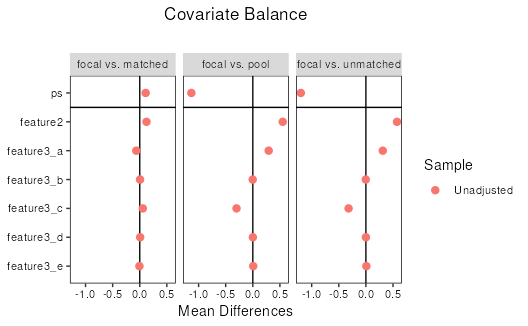 Covariate Balance
focal vs. matched focal vs. pool focal vs. unmatched
ps
feature2
feature3_a
feature3_b
feature3_c
feature3_d
feature3_e
-1.0 -0.5 0.0 0.5 -1.0 -0.5 0.0 0.5 -1.0 -0.5 0.0 0.5
Mean Differences
Sample
Unadjusted